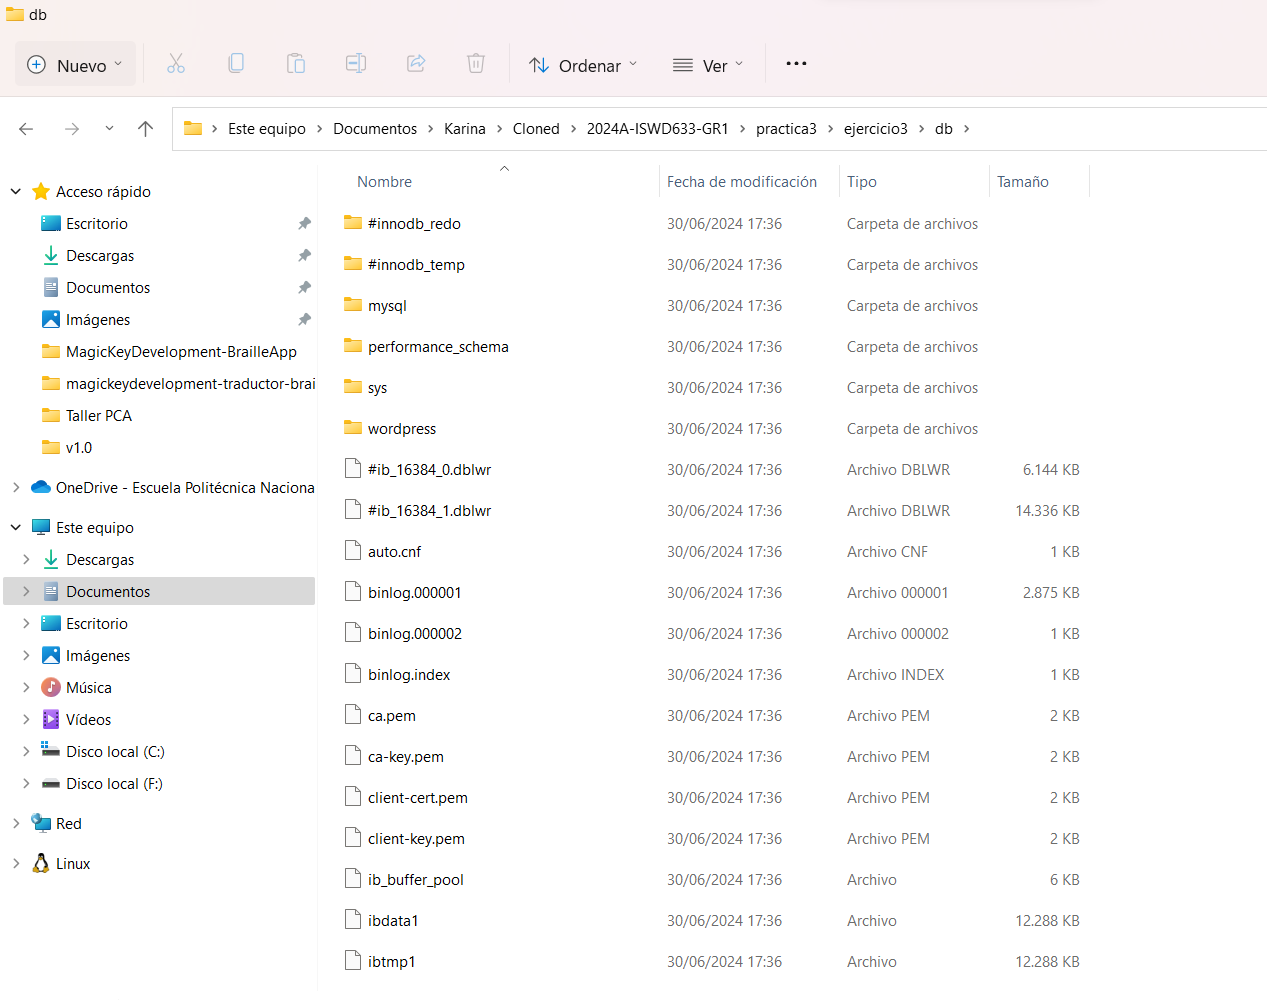 db
Nuevo
Ordenar
Ver
Este equipo > Documentos > Karina > Cloned > 2024A-ISWD633-GR1 > practica3 > ejercicio3 > db >
Acceso rápido
Escritorio
Descargas
Documentos
Imágenes
MagicKeyDevelopment-BrailleApp
magickeydevelopment-traductor-brai
Taller PCA
v1.0
OneDrive - Escuela Politécnica Naciona
Este equipo
Descargas
Documentos
Escritorio
Imágenes
Música
Vídeos
Disco local (C:)
Disco local (F:)
Red
Linux
Nombre Fecha de modificación Tipo Tamaño
#innodb_redo 30/06/2024 17:36 Carpeta de archivos
#innodb_temp 30/06/2024 17:36 Carpeta de archivos
mysql 30/06/2024 17:36 Carpeta de archivos
performance_schema 30/06/2024 17:36 Carpeta de archivos
sys 30/06/2024 17:36 Carpeta de archivos
wordpress 30/06/2024 17:36 Carpeta de archivos
#ib_16384_0.dblwr 30/06/2024 17:36 Archivo DBLWR 6.144 KB
#ib_16384_1.dblwr 30/06/2024 17:36 Archivo DBLWR 14.336 KB
auto.cnf 30/06/2024 17:36 Archivo CNF 1 KB
binlog.000001 30/06/2024 17:36 Archivo 000001 2.875 KB
binlog.000002 30/06/2024 17:36 Archivo 000002 1 KB
binlog.index 30/06/2024 17:36 Archivo INDEX 1 KB
ca.pem 30/06/2024 17:36 Archivo PEM 2 KB
ca-key.pem 30/06/2024 17:36 Archivo PEM 2 KB
client-cert.pem 30/06/2024 17:36 Archivo PEM 2 KB
client-key.pem 30/06/2024 17:36 Archivo PEM 2 KB
ib_buffer_pool 30/06/2024 17:36 Archivo 6 KB
ibdata1 30/06/2024 17:36 Archivo 12.288 KB
ibtmp1 30/06/2024 17:36 Archivo 12.288 KB